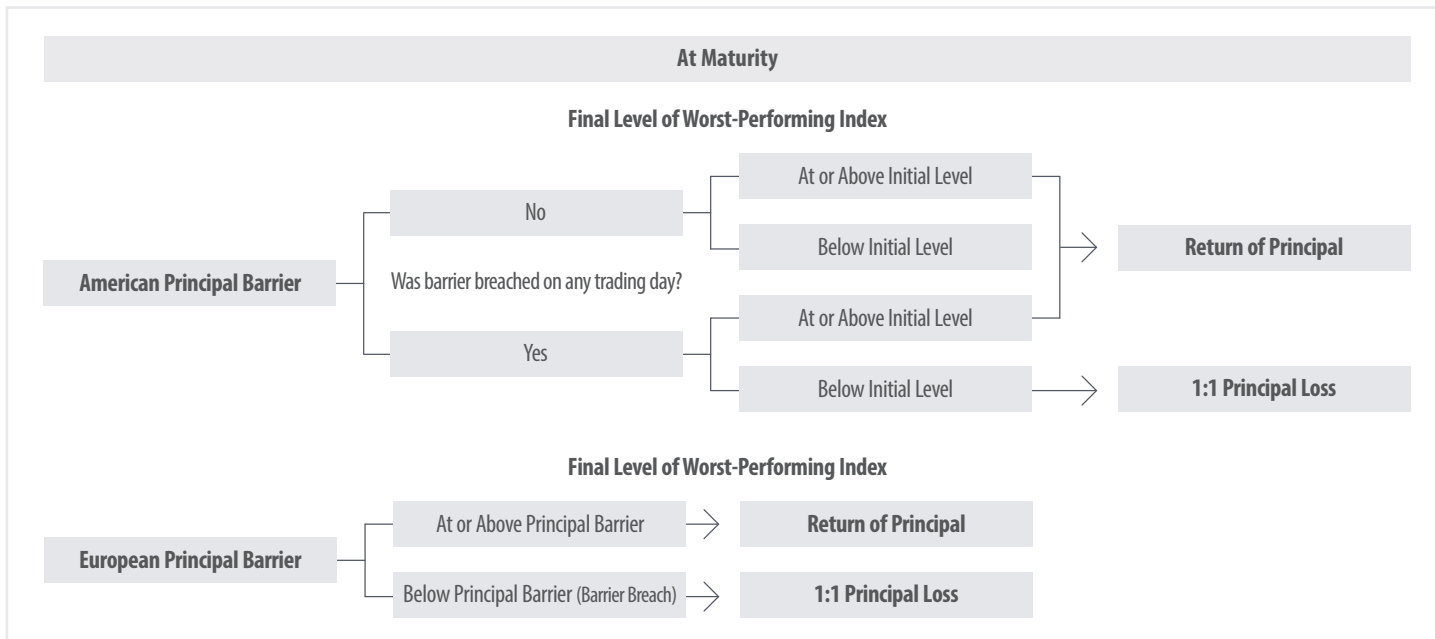 At Maturity
Final Level of Worst-Performing Index
American Principal Barrier
No
Was barrier breached on any trading day?
Yes
At or Above Initial Level
Below Initial Level
At or Above Initial Level
Below Initial Level
Return of Principal
1:1 Principal Loss
Final Level of Worst-Performing Index
European Principal Barrier
At or Above Principal Barrier
Return of Principal
Below Principal Barrier (Barrier Breach)
1:1 Principal Loss